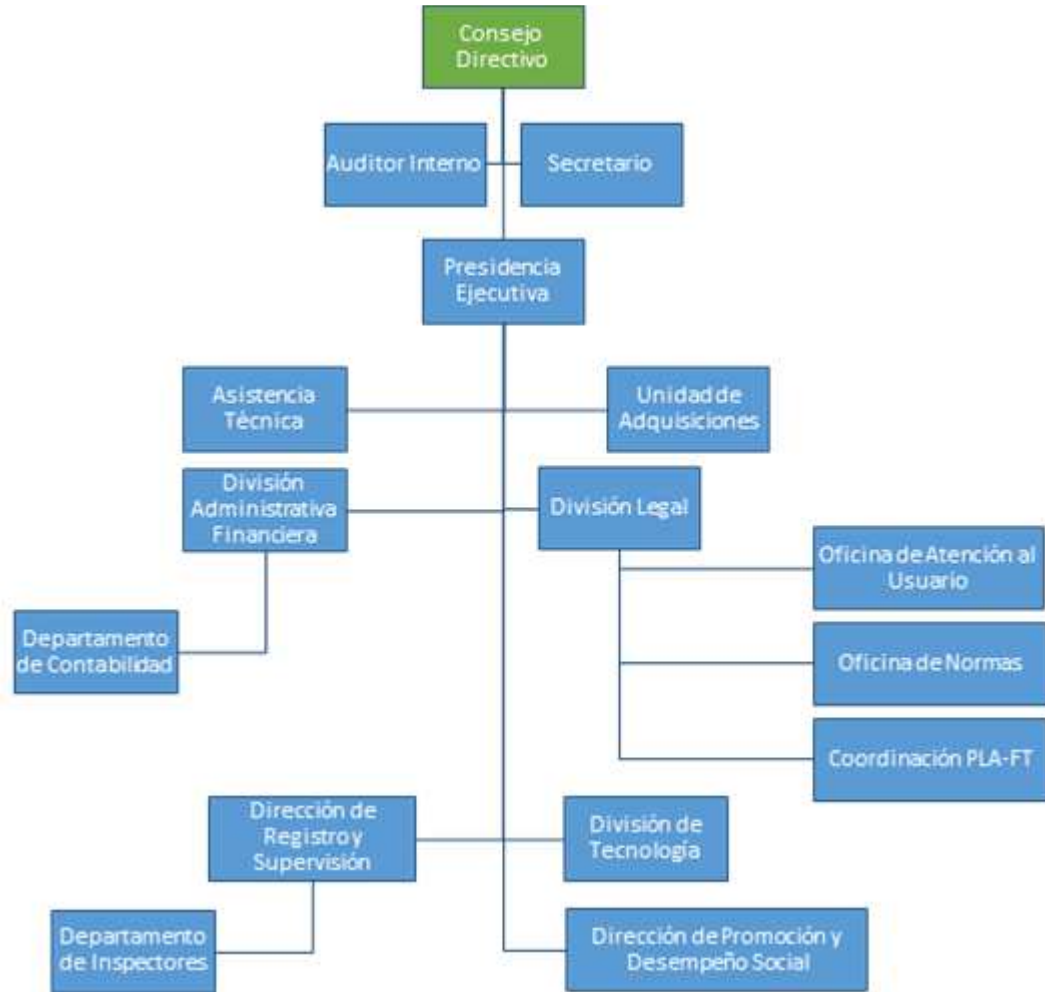 Consejo
Directivo
Auditor Interno
Secretario
Presidencia
Ejecutiva
Asistencia
Técnica
Unidad de
Adquisiciones
División
Administrativa
Financiera
División Legal
Oficina de Atención al
Usuario
Departamento
de Contabilidad
Oficina de Normas
Coordinación PLA-FT
Dirección de
Registro y
Supervisión
División de
Tecnología
Departamento
de Inspectores
Dirección de Promoción y
Desempeño Social